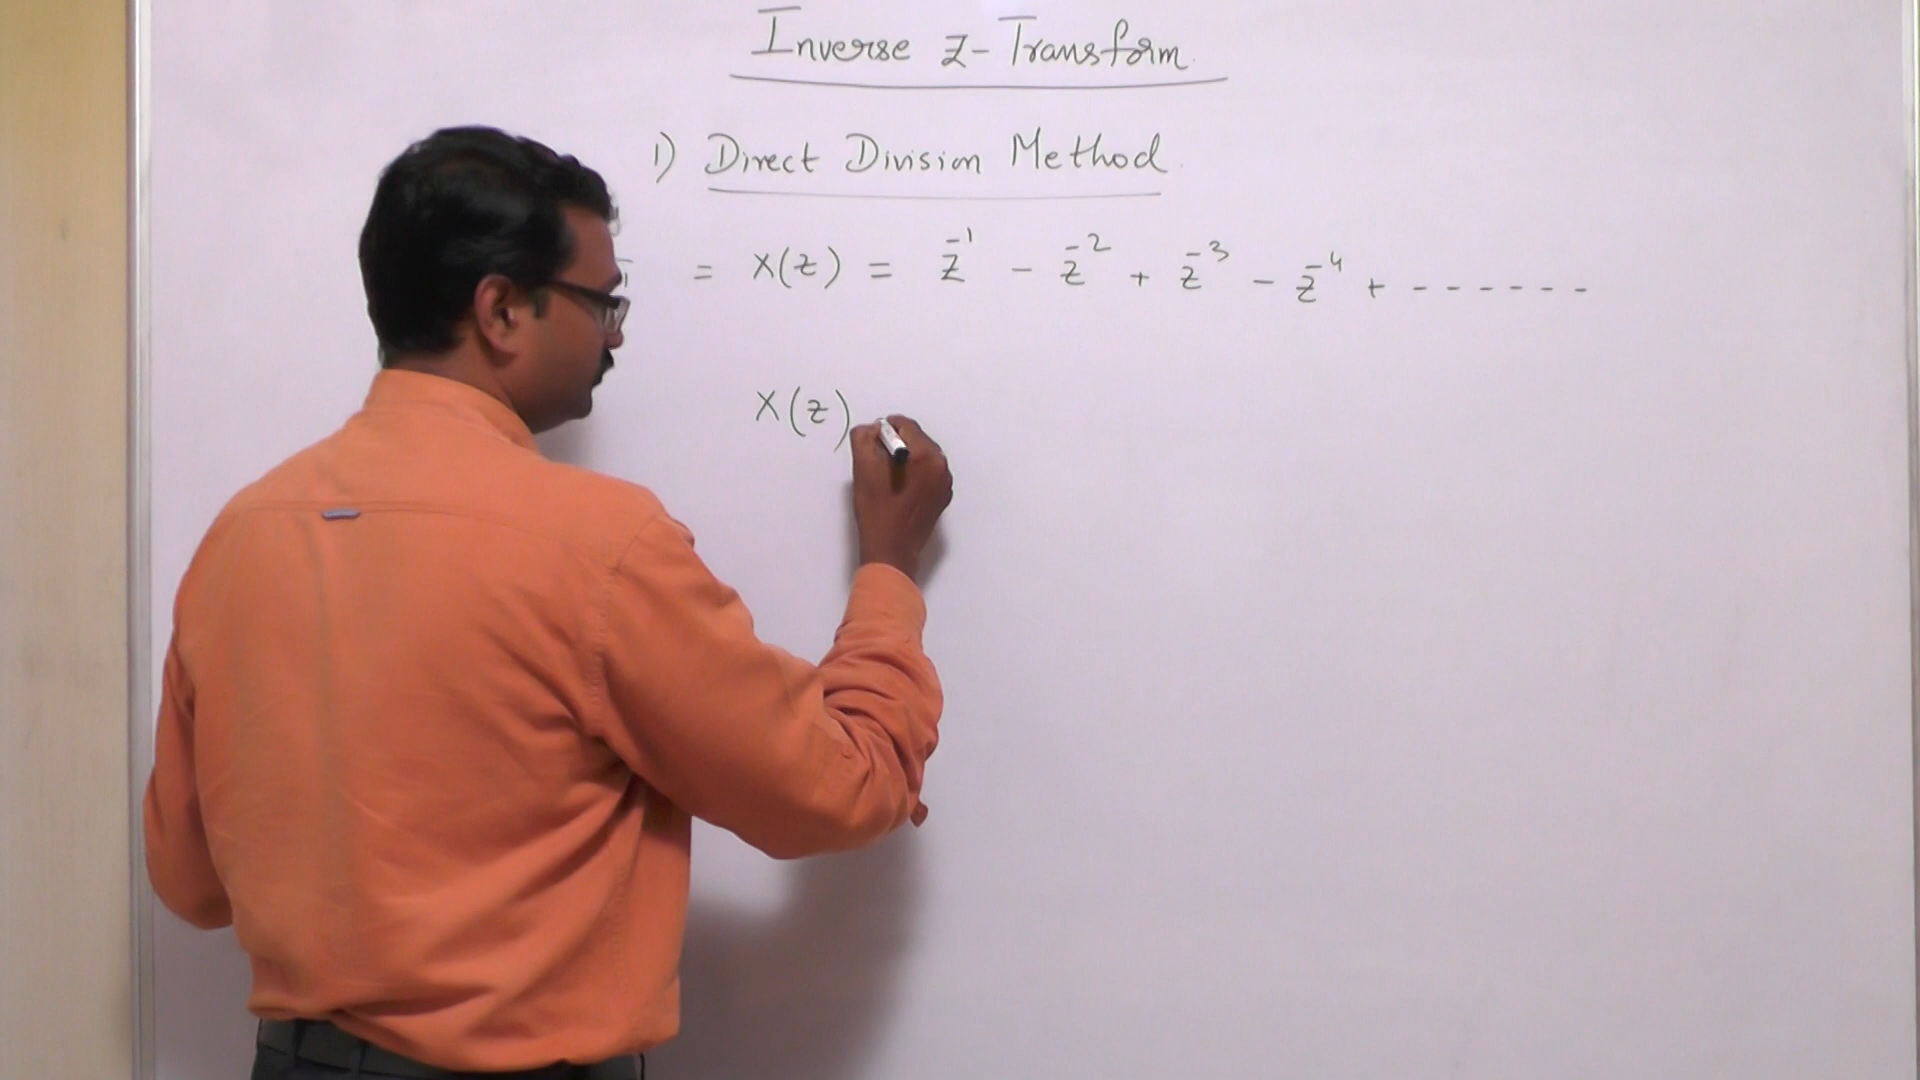 Inverse Z-Transform
1) Direct Division Method
= X(z) = z⁻¹ - z⁻² + z⁻³ - z⁻⁴ + ------
X(z)